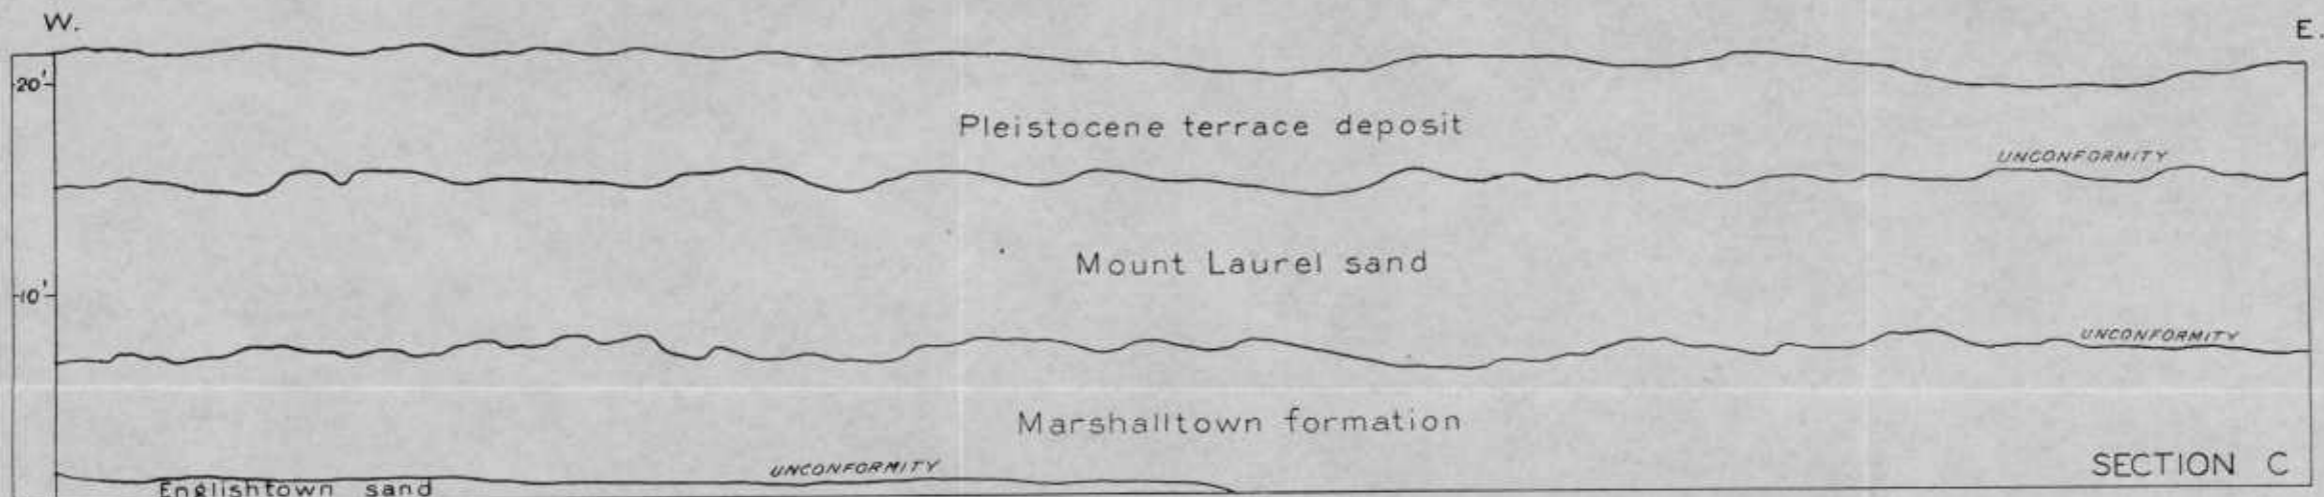 W.
E.
20'
Pleistocene terrace deposit
UNCONFORMITY
Mount Laurel sand
10'
UNCONFORMITY
Marshalltown formation
SECTION C
UNCONFORMITY
Englishtown sand